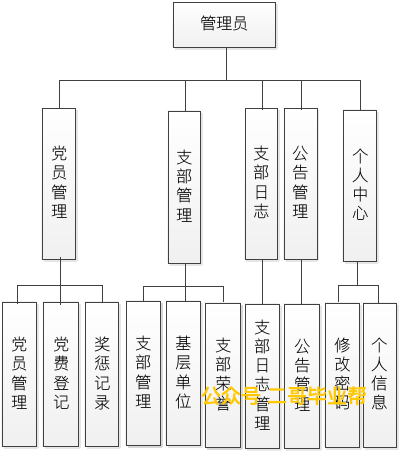 管理员
党员管理
支部管理
支部日志
公告管理
个人中心
党员管理
党费登记
奖惩记录
支部管理
基层单位
支部荣誉
支部日志管理
公告管理
修改密码
个人信息
公众号 二哥毕业帮